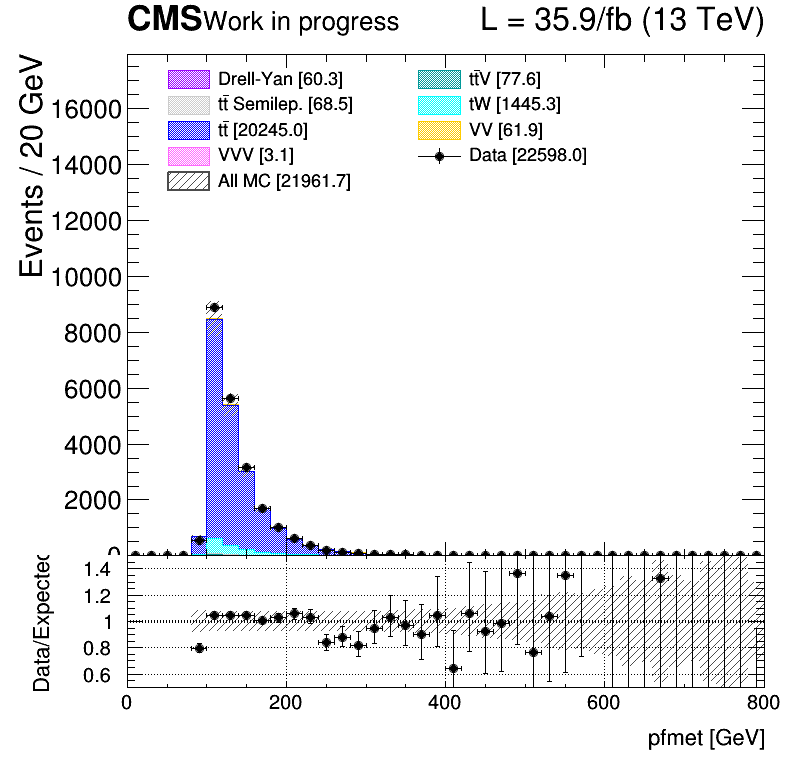 CMS Work in progress L = 35.9/fb (13 TeV)
Events / 20 GeV
Drell-Yan [60.3]
tt̄V [77.6]
tt̄ Semilep. [68.5]
tW [1445.3]
tt̄ [20245.0]
VV [61.9]
VVV [3.1]
Data [22598.0]
All MC [21961.7]
16000
14000
12000
10000
8000
6000
4000
2000
0
Data/Expected
1.4
1.2
1
0.8
0.6
0 200 400 600 800
pfmet [GeV]